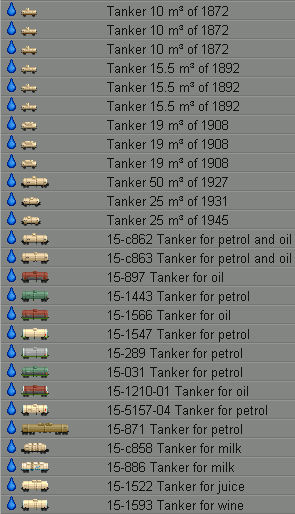 Tanker 10 m³ of 1872
Tanker 10 m³ of 1872
Tanker 10 m³ of 1872
Tanker 15.5 m³ of 1892
Tanker 15.5 m³ of 1892
Tanker 15.5 m³ of 1892
Tanker 19 m³ of 1908
Tanker 19 m³ of 1908
Tanker 19 m³ of 1908
Tanker 50 m³ of 1927
Tanker 25 m³ of 1931
Tanker 25 m³ of 1945
15-c862 Tanker for petrol and oil
15-c863 Tanker for petrol and oil
15-897 Tanker for oil
15-1443 Tanker for petrol
15-1566 Tanker for oil
15-1547 Tanker for petrol
15-289 Tanker for petrol
15-031 Tanker for petrol
15-1210-01 Tanker for oil
15-5157-04 Tanker for petrol
15-871 Tanker for petrol
15-c858 Tanker for milk
15-886 Tanker for milk
15-1522 Tanker for juice
15-1593 Tanker for wine